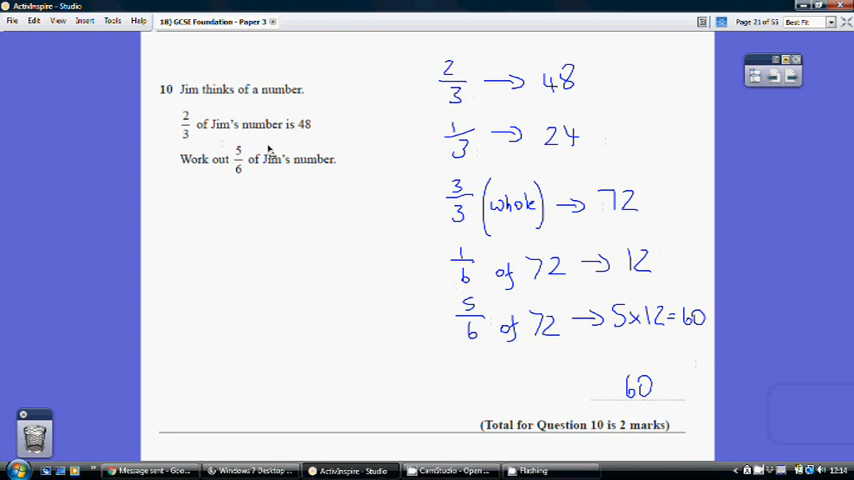 ActivInspire - Studio
File Edit View Insert Tools Help
18) GCSE Foundation - Paper 3
Page 21 of 55
Best Fit
10 Jim thinks of a number.
2/3 of Jim's number is 48
Work out 5/6 of Jim's number.
2/3 → 48
1/3 → 24
3/3 (whole) → 72
1/6 of 72 → 12
5/6 of 72 → 5x12=60
60
(Total for Question 10 is 2 marks)
Message sent - Goo...
Windows 7 Desktop ...
ActivInspire - Studio
CamStudio - Open ...
Flashing
12:14